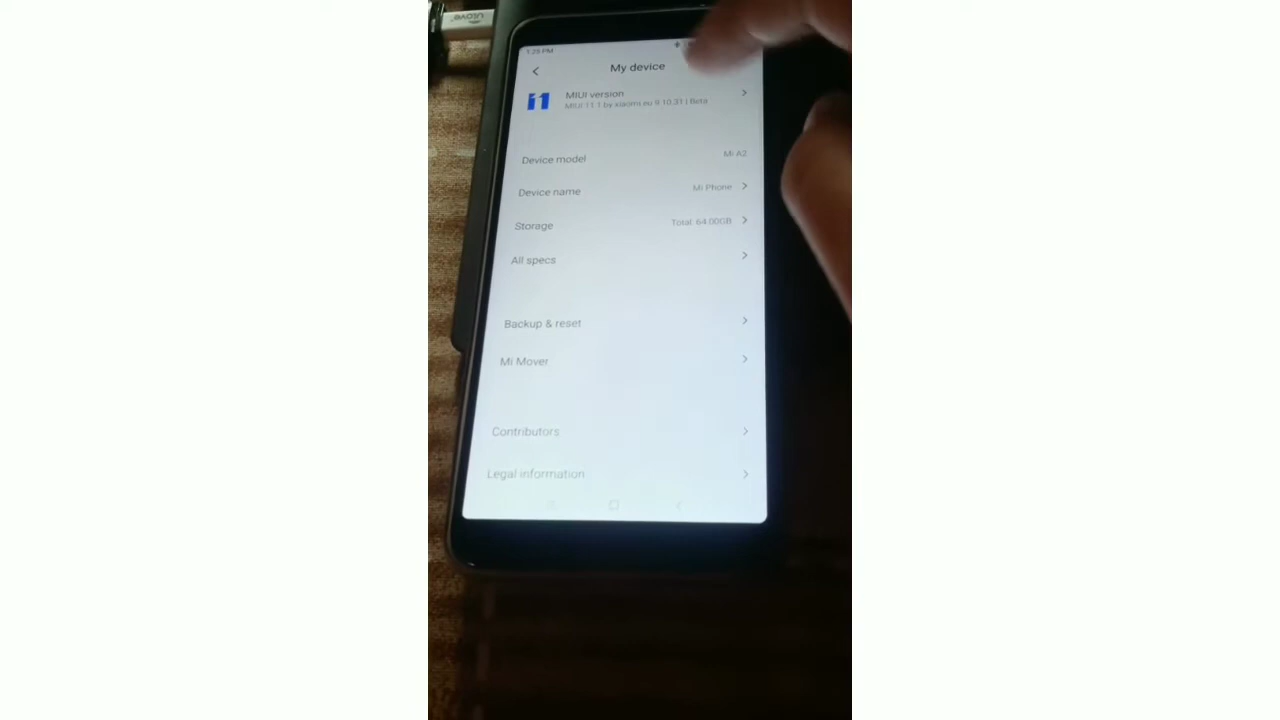 1:28 PM
My device
11
MIUI version
MIUI 11.1 by xiaomi.eu 9.10.31 | Beta
Device model
Mi A2
Device name
Mi Phone
Storage
Total: 64.00GB
All specs
Backup & reset
Mi Mover
Contributors
Legal information